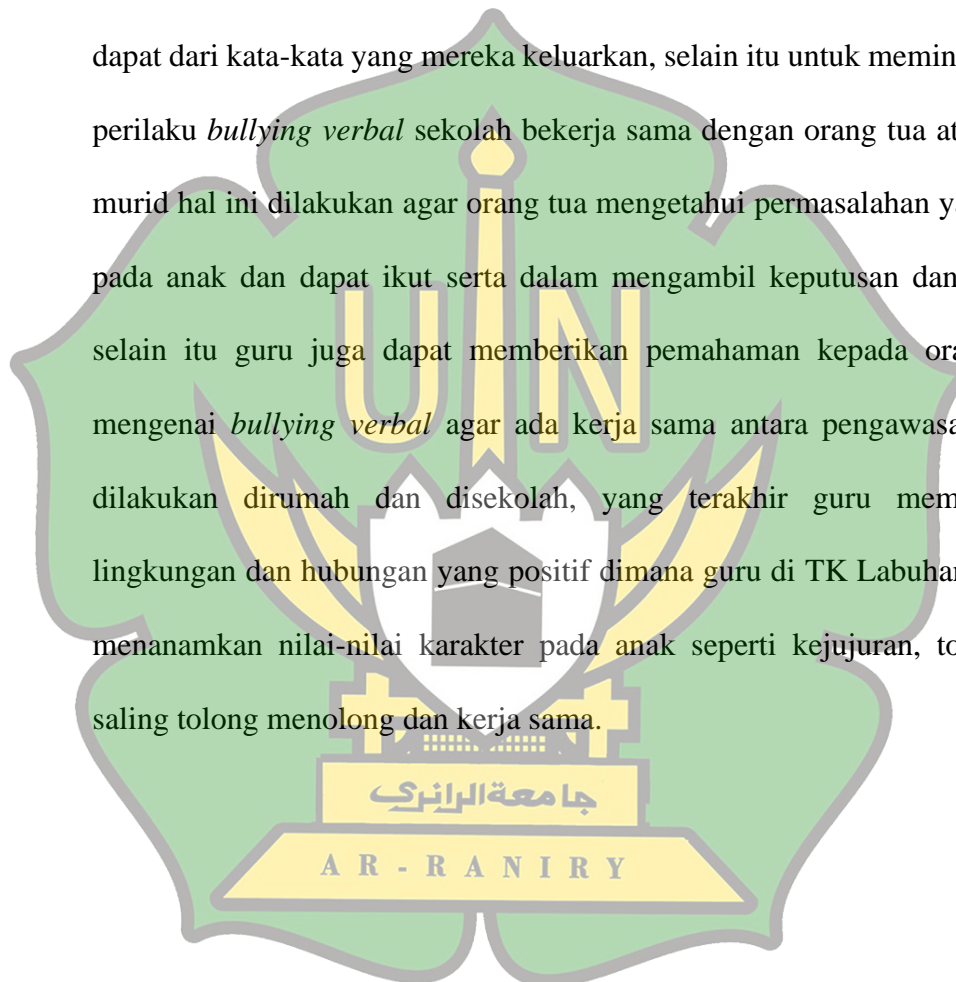 dapat dari kata-kata yang mereka keluarkan, selain itu untuk memin
perilaku bullying verbal sekolah bekerja sama dengan orang tua at
murid hal ini dilakukan agar orang tua mengetahui permasalahan ya
pada anak dan dapat ikut serta dalam mengambil keputusan dan
selain itu guru juga dapat memberikan pemahaman kepada ora
mengenai bullying verbal agar ada kerja sama antara pengawasa
dilakukan dirumah dan disekolah, yang terakhir guru mem
lingkungan dan hubungan yang positif dimana guru di TK Labuhan
menanamkan nilai-nilai karakter pada anak seperti kejujuran, to
saling tolong menolong dan kerja sama.
UIN
جامعة الرانري
AR-RANIRY